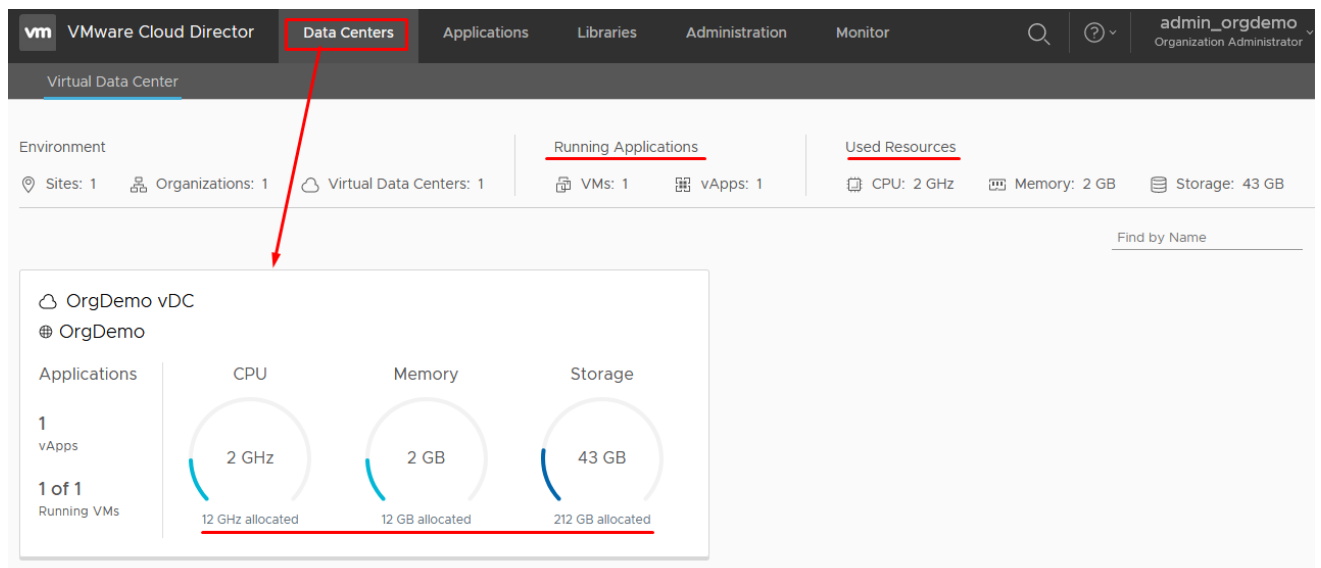 vm VMware Cloud Director Data Centers Applications Libraries Administration Monitor admin_orgdemo
Organization Administrator
Virtual Data Center
Environment Running Applications Used Resources
Sites: 1 Organizations: 1 Virtual Data Centers: 1 VMs: 1 vApps: 1 CPU: 2 GHz Memory: 2 GB Storage: 43 GB
Find by Name
OrgDemo vDC
OrgDemo
Applications CPU Memory Storage
1
vApps
2 GHz 2 GB 43 GB
1 of 1
Running VMs
12 GHz allocated 12 GB allocated 212 GB allocated